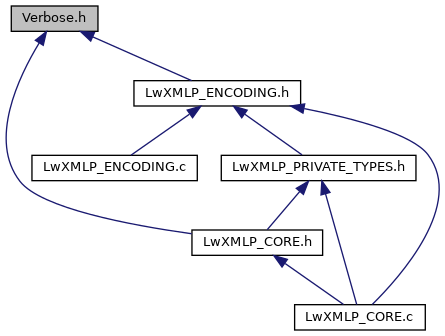 Verbose.h
LwXMLP_ENCODING.h
LwXMLP_ENCODING.c
LwXMLP_PRIVATE_TYPES.h
LwXMLP_CORE.h
LwXMLP_CORE.c